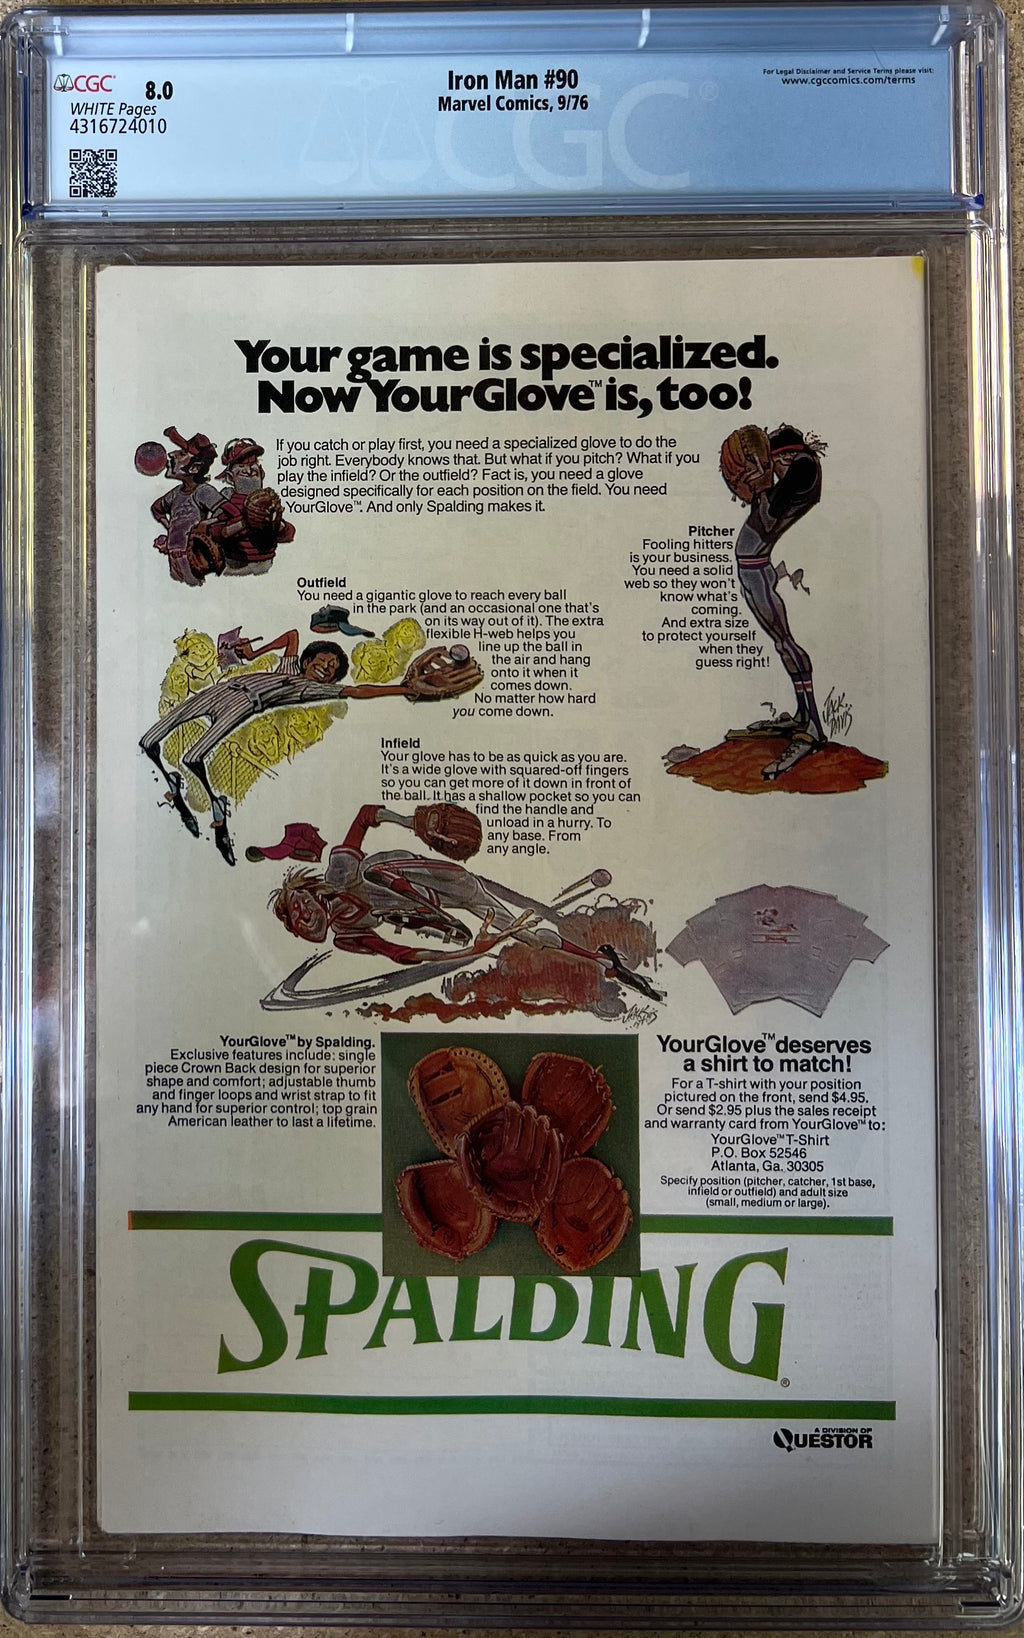 CGC
8.0
WHITE Pages
4316724010
Iron Man #90
Marvel Comics, 9/76
For Legal Disclaimer and Service Terms please visit:
www.cgccomics.com/terms
CGC®
Your game is specialized.
Now YourGlove™ is, too!
If you catch or play first, you need a specialized glove to do the
job right. Everybody knows that. But what if you pitch? What if you
play the infield? Or the outfield? Fact is, you need a glove
designed specifically for each position on the field. You need
YourGlove™. And only Spalding makes it.
Pitcher
Fooling hitters
is your business.
You need a solid
web so they won't
know what's
coming.
And extra size
to protect yourself
when they
guess right!
JACK
DAVIS
Outfield
You need a gigantic glove to reach every ball
in the park (and an occasional one that's
on its way out of it). The extra
flexible H-web helps you
line up the ball in
the air and hang
onto it when it
comes down.
No matter how hard
you come down.
Infield
Your glove has to be as quick as you are.
It's a wide glove with squared-off fingers
so you can get more of it down in front of
the ball. It has a shallow pocket so you can
find the handle and
unload in a hurry. To
any base. From
any angle.
JACK
DAVIS
YourGlove™ by Spalding.
Exclusive features include: single
piece Crown Back design for superior
shape and comfort; adjustable thumb
and finger loops and wrist strap to fit
any hand for superior control; top grain
American leather to last a lifetime.
YourGlove™ deserves
a shirt to match!
For a T-shirt with your position
pictured on the front, send $4.95.
Or send $2.95 plus the sales receipt
and warranty card from YourGlove™ to:
YourGlove™ T-Shirt
P.O. Box 52546
Atlanta, Ga. 30305
Specify position (pitcher, catcher, 1st base,
infield or outfield) and adult size
(small, medium or large).
SPALDING®
A DIVISION OF
QUESTOR